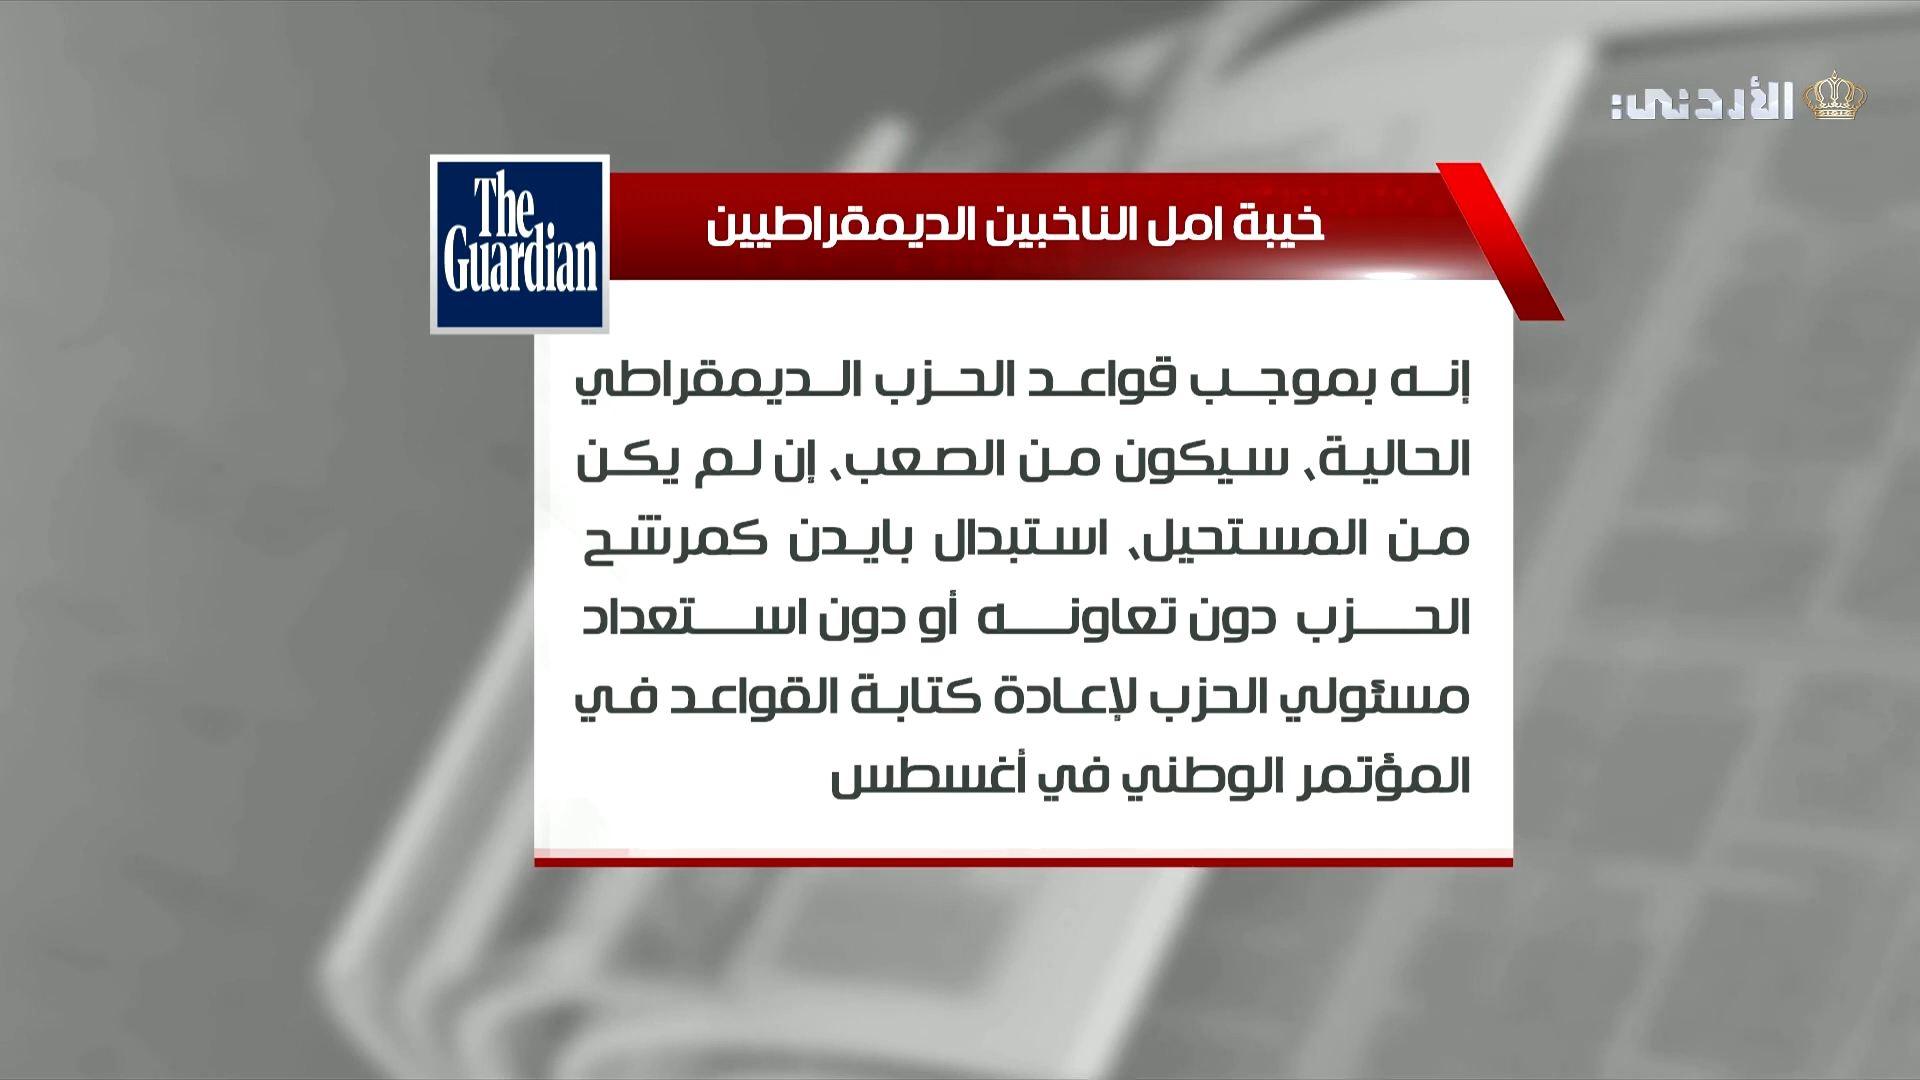 الأردني:
The
Guardian
خيبة امل الناخبين الديمقراطيين
إنه بموجب قواعد الحزب الديمقراطي
الحالية، سيكون من الصعب، إن لم يكن
من المستحيل، استبدال بايدن كمرشح
الحزب دون تعاونه أو دون استعداد
مسئولي الحزب لإعادة كتابة القواعد في
المؤتمر الوطني في أغسطس